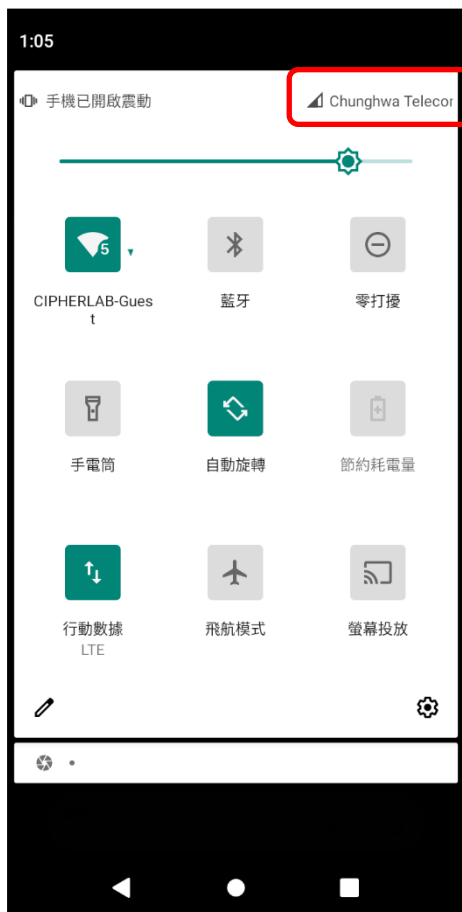 1:05
手機已開啟震動
Chunghwa Telecor
5
CIPHERLAB-Gues
t
藍牙
零打擾
手電筒
自動旋轉
節約耗電量
行動數據
LTE
飛航模式
螢幕投放